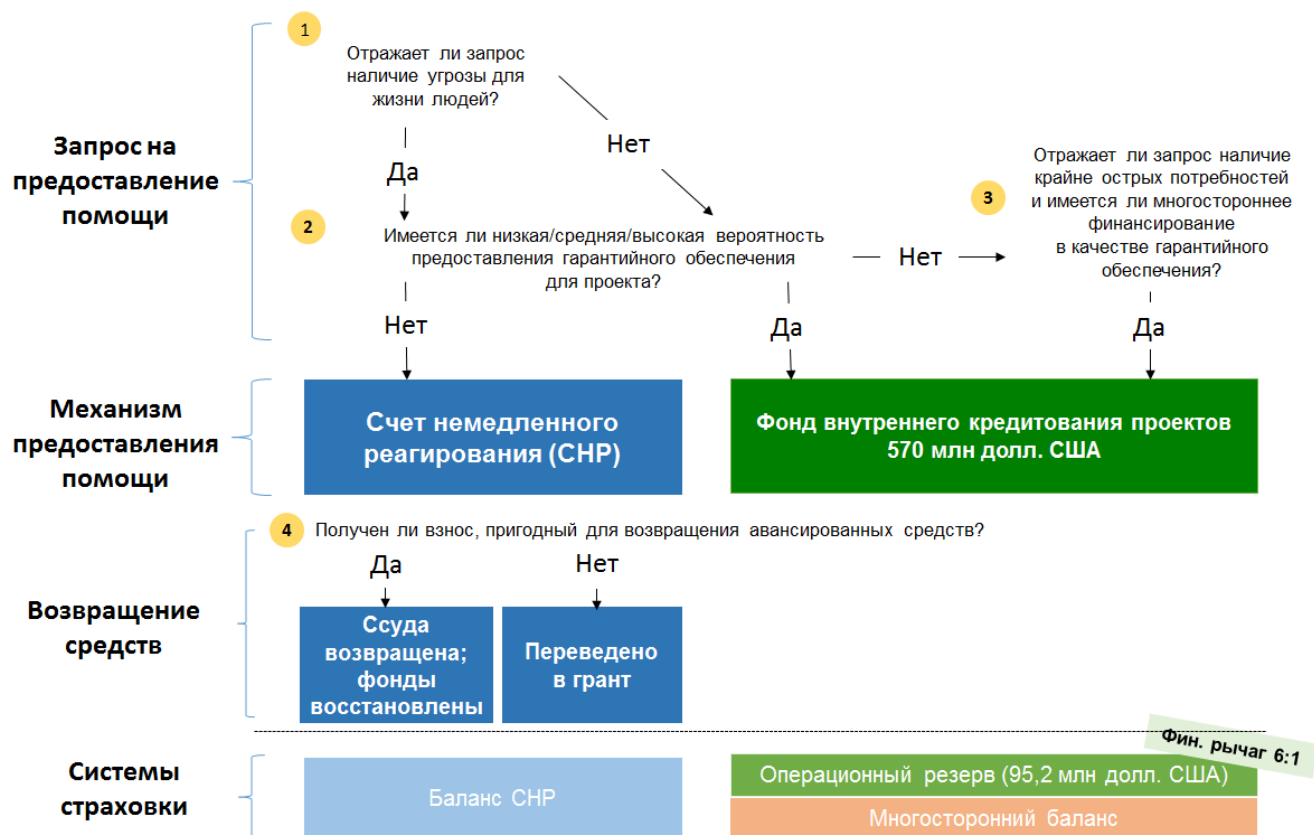 1
Отражает ли запрос
наличие угрозы для
жизни людей?
Да
Нет
Запрос на
предоставление
помощи
2
Имеется ли низкая/средняя/высокая вероятность
предоставления гарантийного обеспечения
для проекта?
Нет
3
Отражает ли запрос наличие
крайне острых потребностей
и имеется ли многостороннее
финансирование
в качестве гарантийного
обеспечения?
Нет
Да
Да
Механизм
предоставления
помощи
Счет немедленного
реагирования (СНР)
Фонд внутреннего кредитования проектов
570 млн долл. США
4
Получен ли взнос, пригодный для возвращения авансированных средств?
Да
Нет
Возвращение
средств
Ссуда
возвращена;
фонды
восстановлены
Переведено
в грант
Фин. рычаг 6:1
Системы
страховки
Баланс СНР
Операционный резерв (95,2 млн долл. США)
Многосторонний баланс